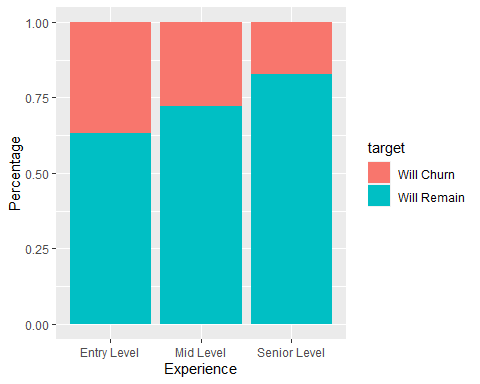 1.00
0.75
0.50
0.25
0.00
Percentage
Entry Level Mid Level Senior Level
Experience
target
Will Churn
Will Remain